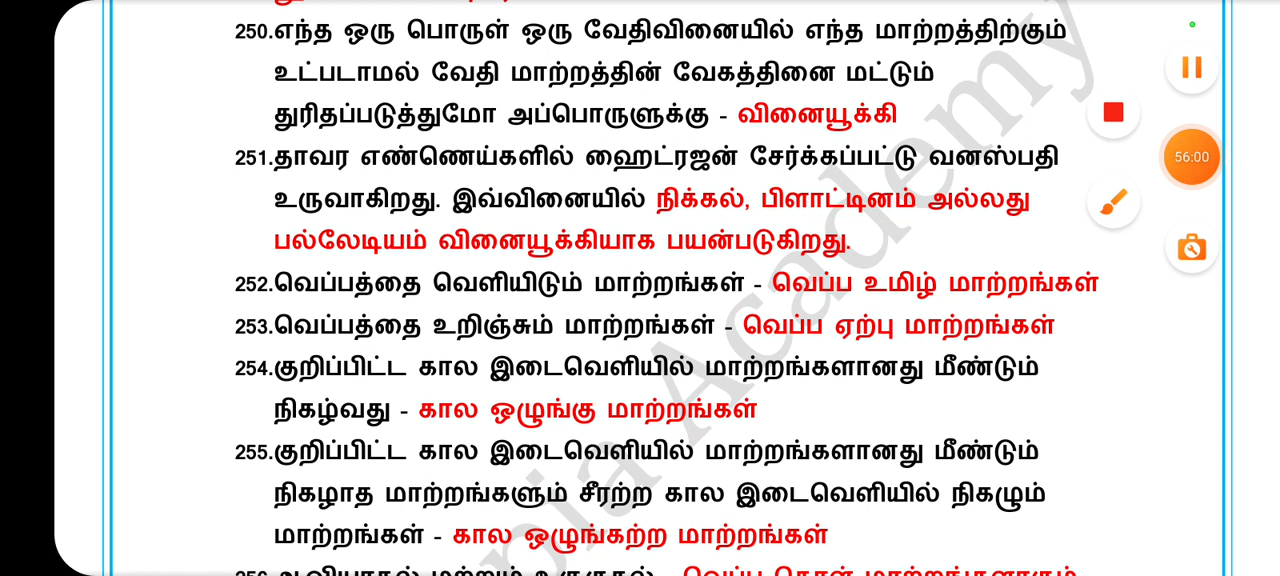 250.எந்த ஒரு பொருள் ஒரு வேதிவினையில் எந்த மாற்றத்திற்கும்
உட்படாமல் வேதி மாற்றத்தின் வேகத்தினை மட்டும்
துரிதப்படுத்துமோ அப்பொருளுக்கு - வினையூக்கி
251.தாவர எண்ணெய்களில் ஹைட்ரஜன் சேர்க்கப்பட்டு வனஸ்பதி
உருவாகிறது. இவ்வினையில் நிக்கல், பிளாட்டினம் அல்லது
பல்லேடியம் வினையூக்கியாக பயன்படுகிறது.
252.வெப்பத்தை வெளியிடும் மாற்றங்கள் - வெப்ப உமிழ் மாற்றங்கள்
253.வெப்பத்தை உறிஞ்சும் மாற்றங்கள் - வெப்ப ஏற்பு மாற்றங்கள்
254.குறிப்பிட்ட கால இடைவெளியில் மாற்றங்களானது மீண்டும்
நிகழ்வது - கால ஒழுங்கு மாற்றங்கள்
255.குறிப்பிட்ட கால இடைவெளியில் மாற்றங்களானது மீண்டும்
நிகழாத மாற்றங்களும் சீரற்ற கால இடைவெளியில் நிகழும்
மாற்றங்கள் - கால ஒழுங்கற்ற மாற்றங்கள்
56:00
pia Academy